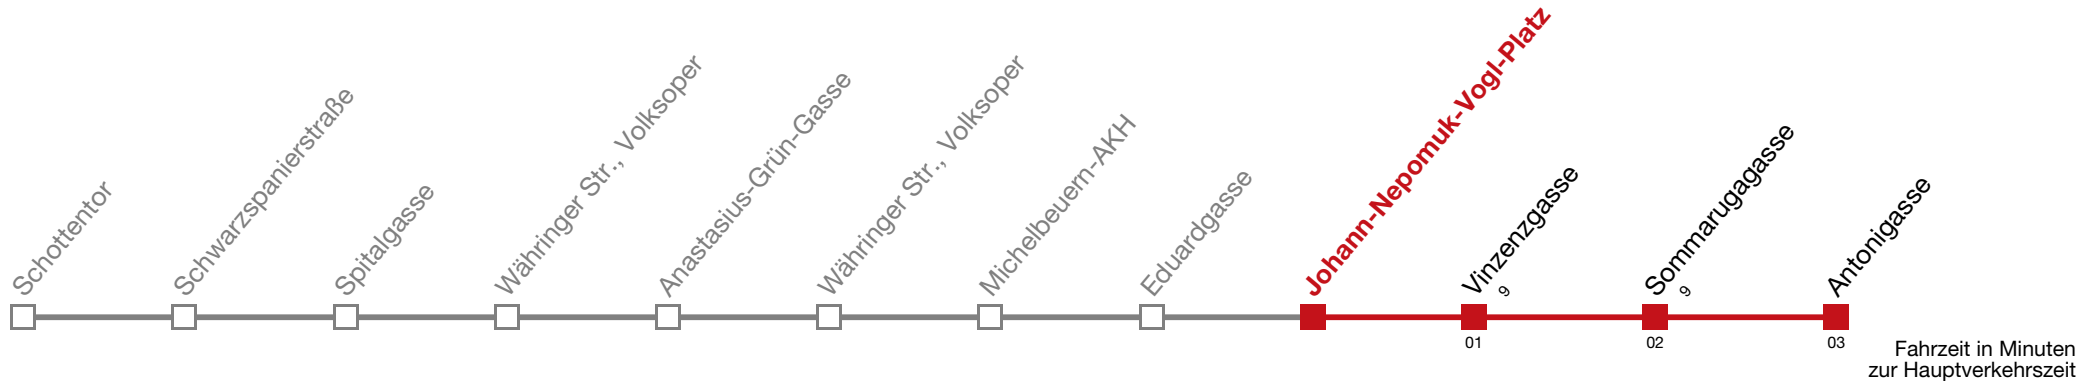 Schottentor
Schwarzspanierstraße
Spitalgasse
Währinger Str., Volksoper
Anastasius-Grün-Gasse
Währinger Str., Volksoper
Michelbeuern-AKH
Eduardgasse
Johann-Nepomuk-Vogl-Platz
Vinzenzgasse
9
Sommarugagasse
9
Antonigasse
01
02
03
Fahrzeit in Minuten
zur Hauptverkehrszeit